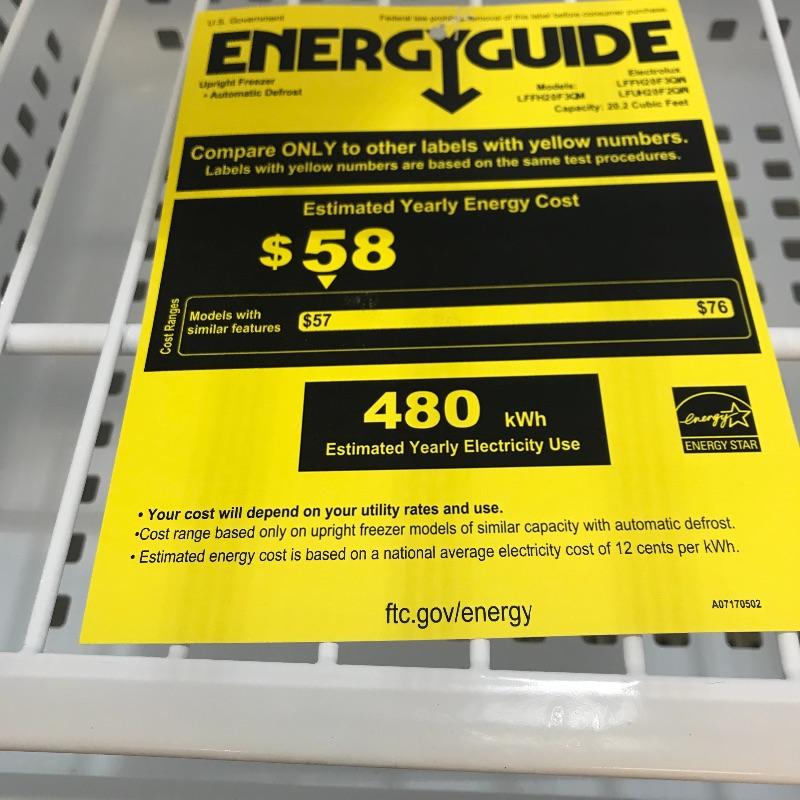 U.S. Government
Federal law prohibits removal of this label before consumer purchase.
ENERGYGUIDE
Upright Freezer
• Automatic Defrost
Electrolux
Models: LFFH20F3QW
LFFH20F3QM LFUH20F2QW
Capacity: 20.2 Cubic Feet
Compare ONLY to other labels with yellow numbers.
Labels with yellow numbers are based on the same test procedures.
Estimated Yearly Energy Cost
$58
Cost Ranges
Models with
similar features
$57 $76
480 kWh
Estimated Yearly Electricity Use
energy
ENERGY STAR
• Your cost will depend on your utility rates and use.
•Cost range based only on upright freezer models of similar capacity with automatic defrost.
• Estimated energy cost is based on a national average electricity cost of 12 cents per kWh.
ftc.gov/energy
A07170502